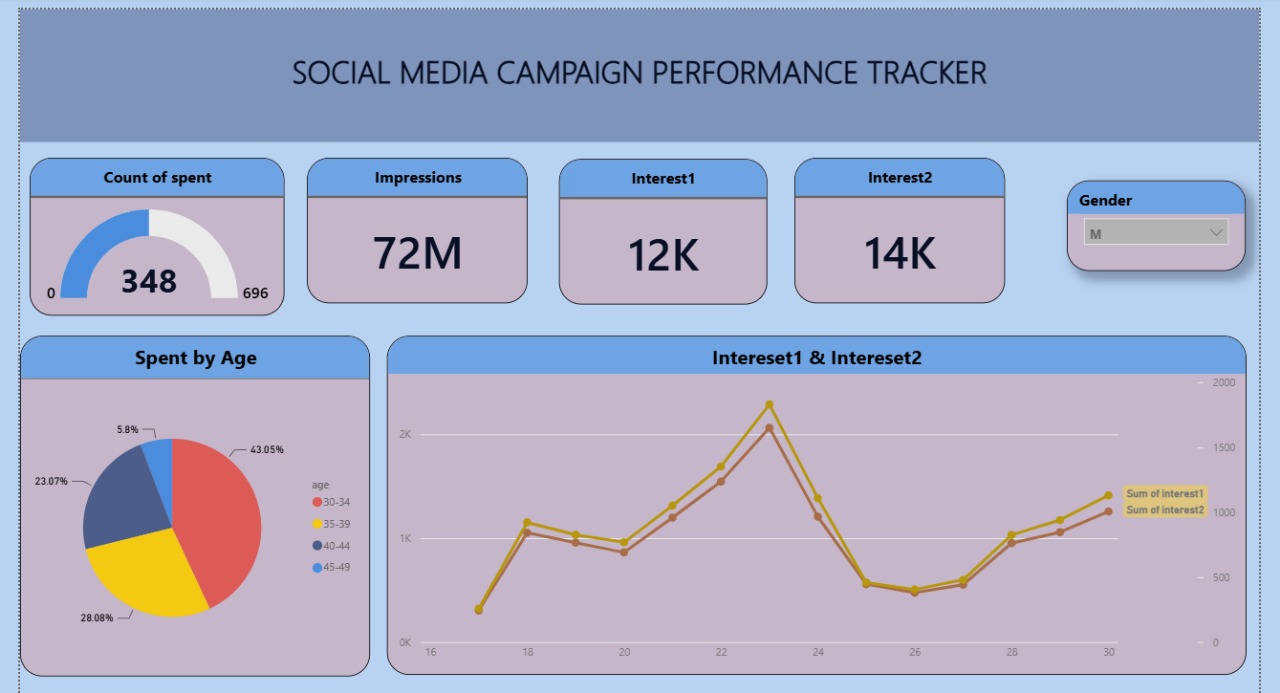 SOCIAL MEDIA CAMPAIGN PERFORMANCE TRACKER
Count of spent
348
0
696
Impressions
72M
Interest1
12K
Interest2
14K
Gender
M
Spent by Age
5.8%
43.05%
23.07%
28.08%
age
30-34
35-39
40-44
45-49
Intereset1 & Intereset2
2K
1K
0K
16 18 20 22 24 26 28 30
2000
1500
1000
500
0
Sum of interest1
Sum of interest2